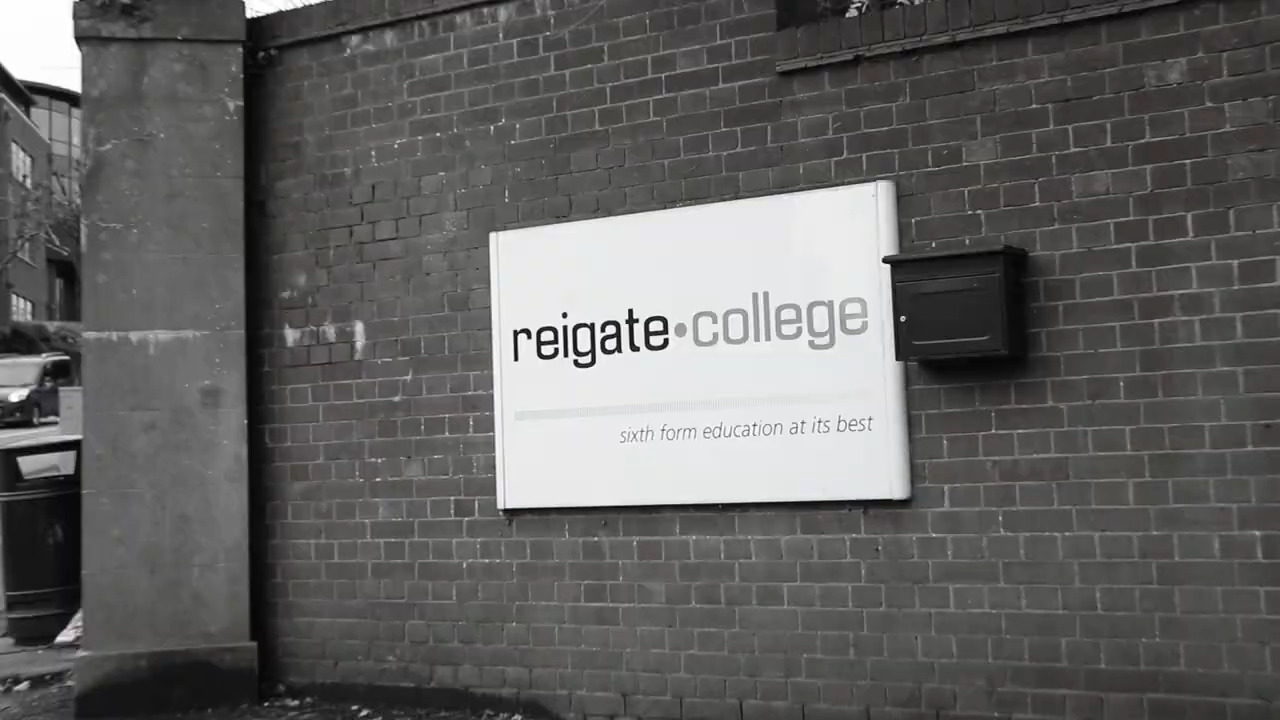 reigate•college
sixth form education at its best